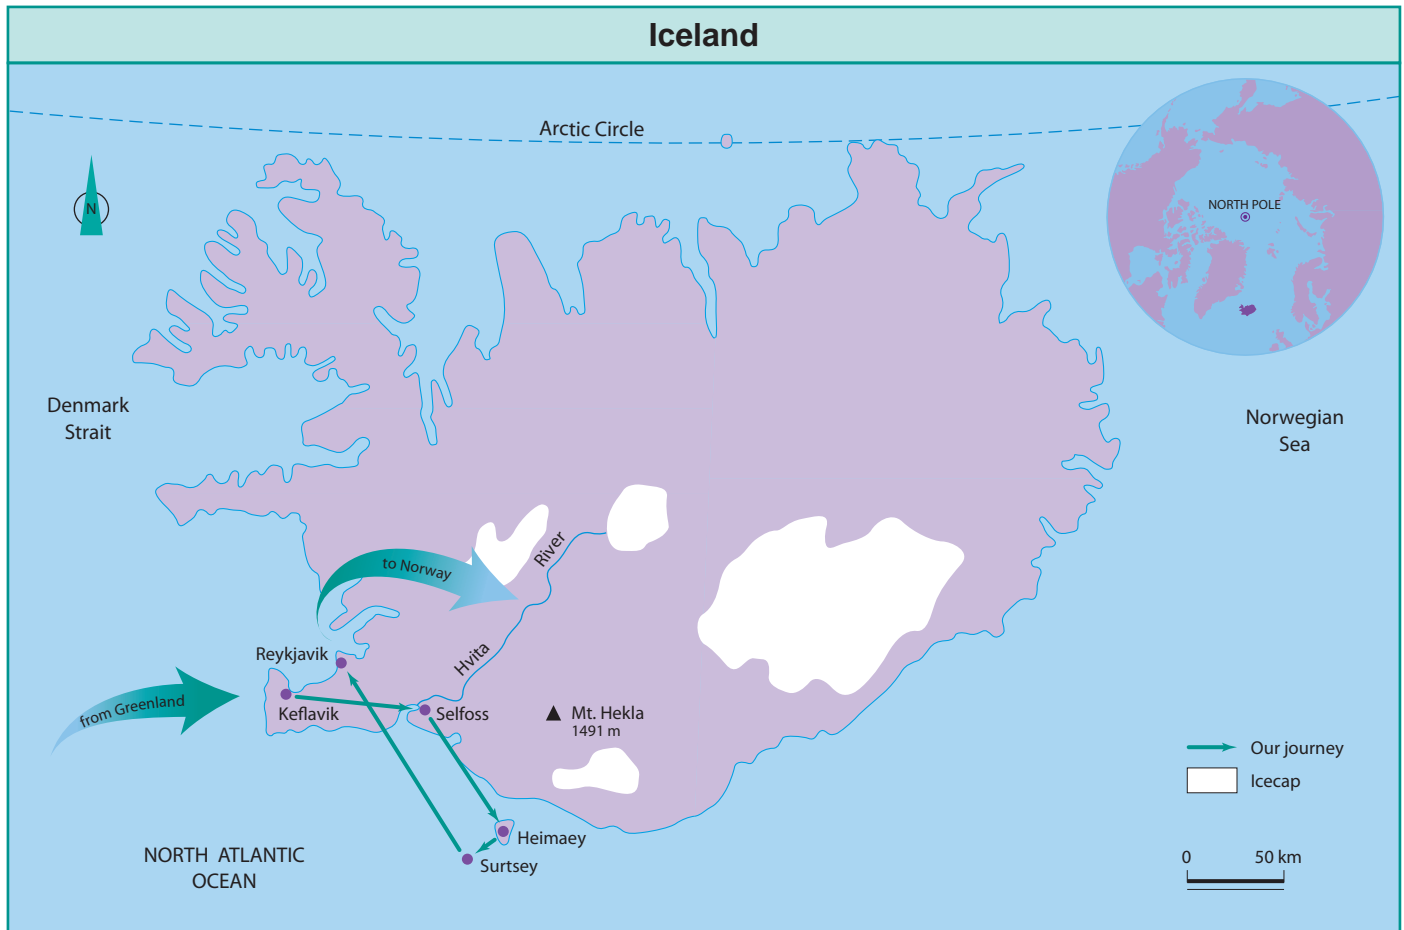 Iceland
Arctic Circle
N
NORTH POLE
Denmark
Strait
Norwegian
Sea
River
to Norway
Hvita
Reykjavik
from Greenland
Keflavik
Selfoss
Mt. Hekla
1491 m
Our journey
Icecap
Heimaey
Surtsey
NORTH ATLANTIC
OCEAN
0 50 km